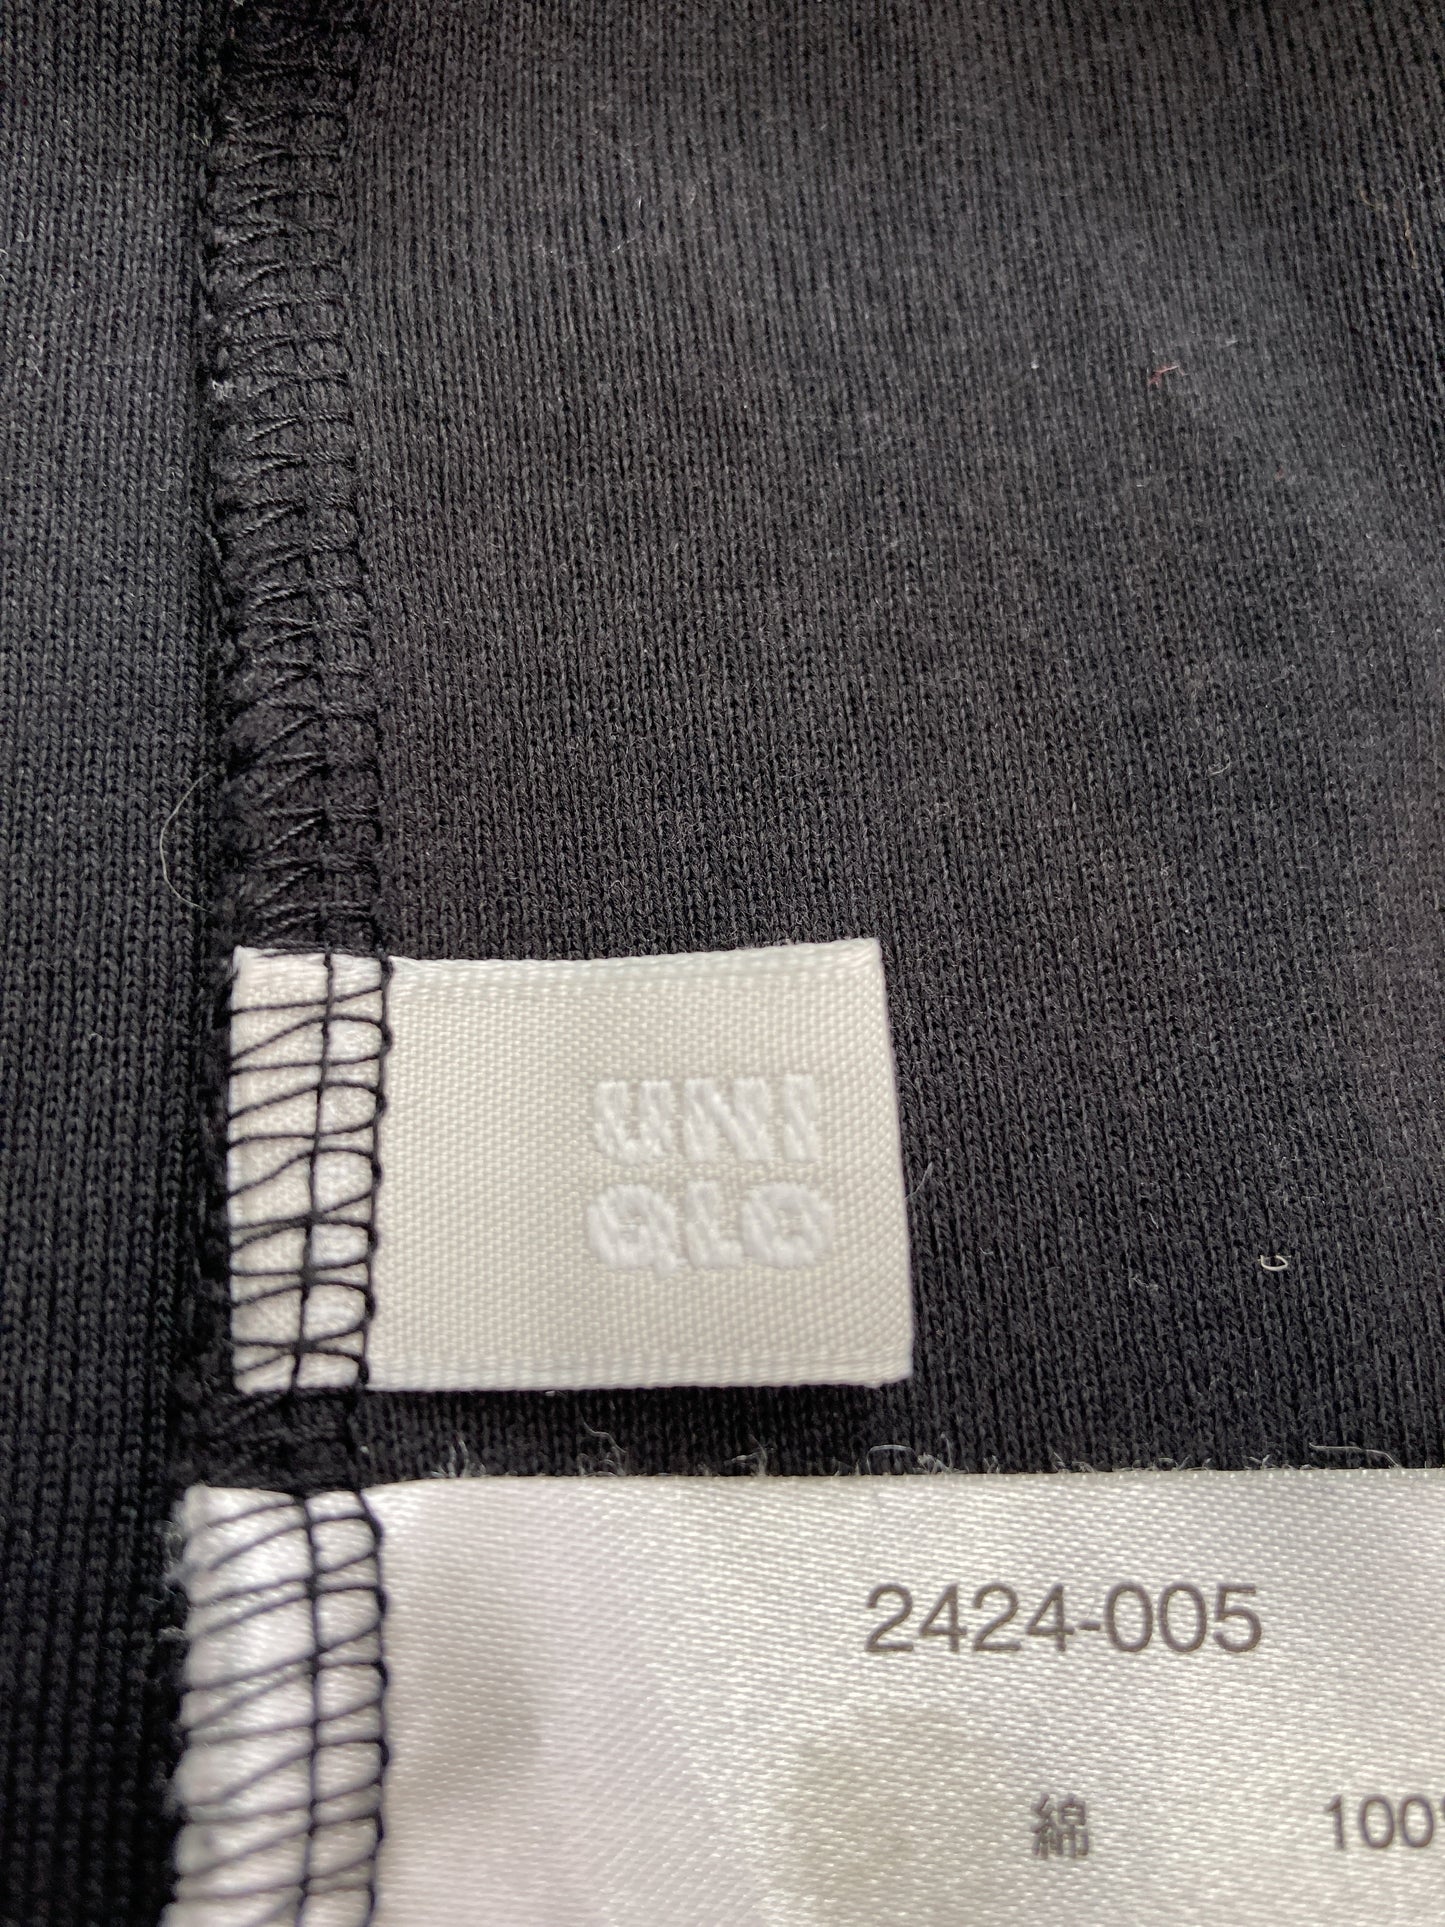 UNI
QLO
2424-005
綿 100%